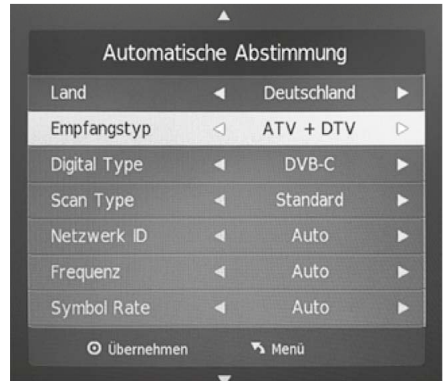 Automatische Abstimmung
Land Deutschland
Empfangstyp ATV + DTV
Digital Type DVB-C
Scan Type Standard
Netzwerk ID Auto
Frequenz Auto
Symbol Rate Auto
Übernehmen Menü